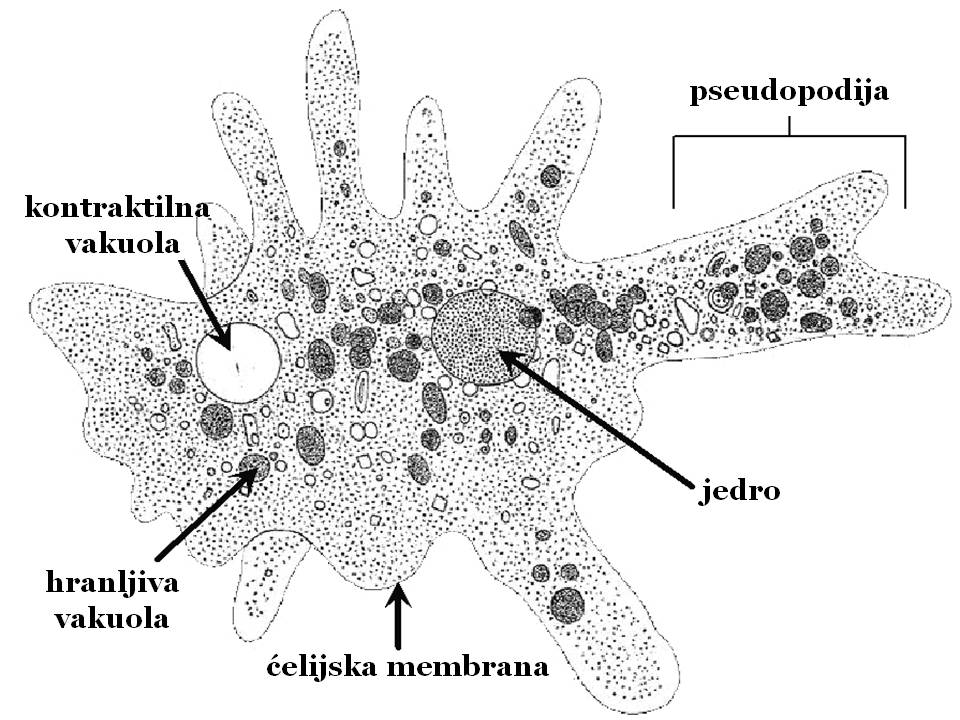 pseudopodija
kontraktilna
vakuola
jedro
hranljiva
vakuola
ćelijska membrana